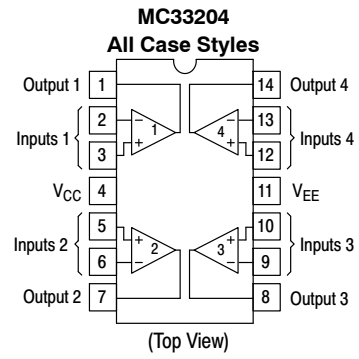 MC33204
All Case Styles
Output 1 1 14 Output 4
2 − 1 − 13
Inputs 1 4 Inputs 4
3 + + 12
VCC 4 11 VEE
5 + + 10
Inputs 2 2 3 Inputs 3
6 − − 9
Output 2 7 8 Output 3
(Top View)